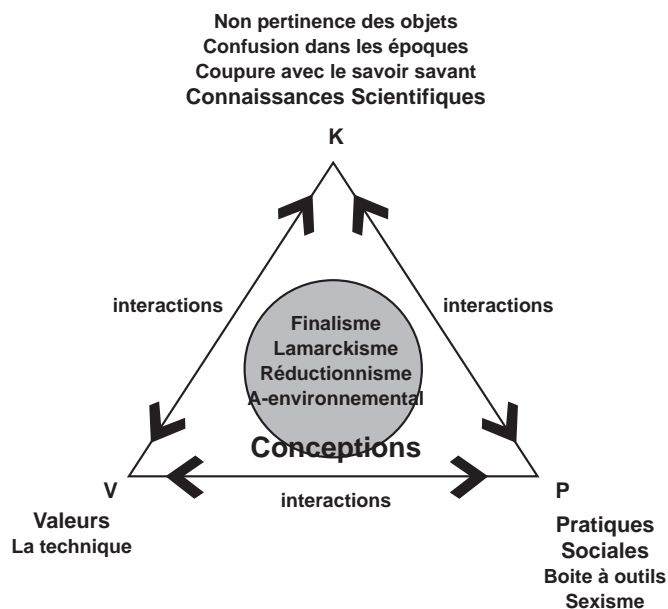 Non pertinence des objets
Confusion dans les époques
Coupure avec le savoir savant
Connaissances Scientifiques
K
interactions
interactions
Finalisme
Lamarckisme
Réductionnisme
A-environnemental
Conceptions
V
interactions
P
Valeurs
La technique
Pratiques
Sociales
Boite à outils
Sexisme